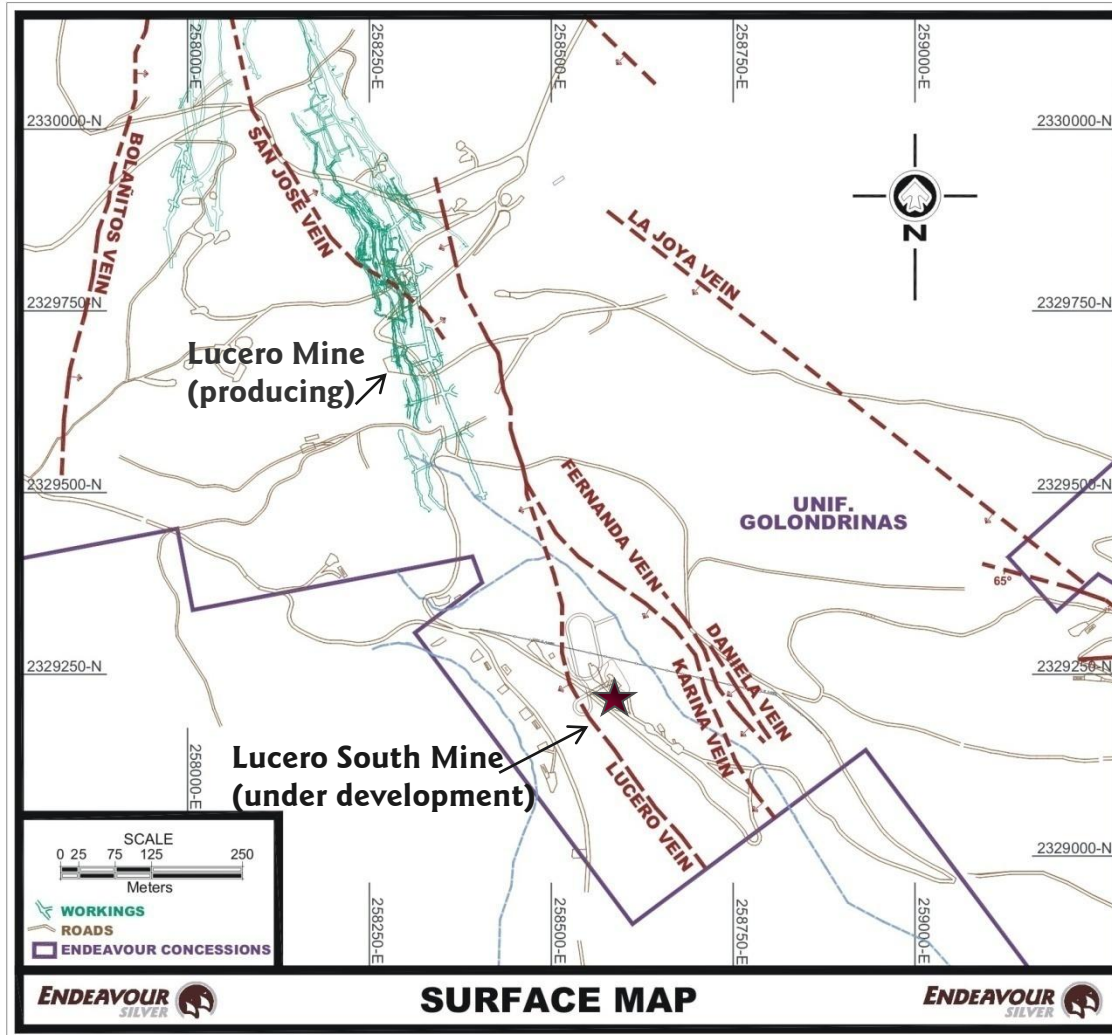 258000-E
258250-E
258500-E
258750-E
259000-E
2330000-N
2330000-N
BOLAÑITOS VEIN
SAN JOSÉ VEIN
LA JOYA VEIN
N
2329750-N
2329750-N
Lucero Mine
(producing)
2329500-N
2329500-N
FERNANDA VEIN
UNIF.
GOLONDRINAS
65°
DANIELA VEIN
KARINA VEIN
2329250-N
2329250-N
Lucero South Mine
(under development)
LUCERO VEIN
2329000-N
258000-E
258250-E
258500-E
258750-E
259000-E
SCALE
0 25 75 125 250
Meters
WORKINGS
ROADS
ENDEAVOUR CONCESSIONS
ENDEAVOUR
SILVER
SURFACE MAP
ENDEAVOUR
SILVER